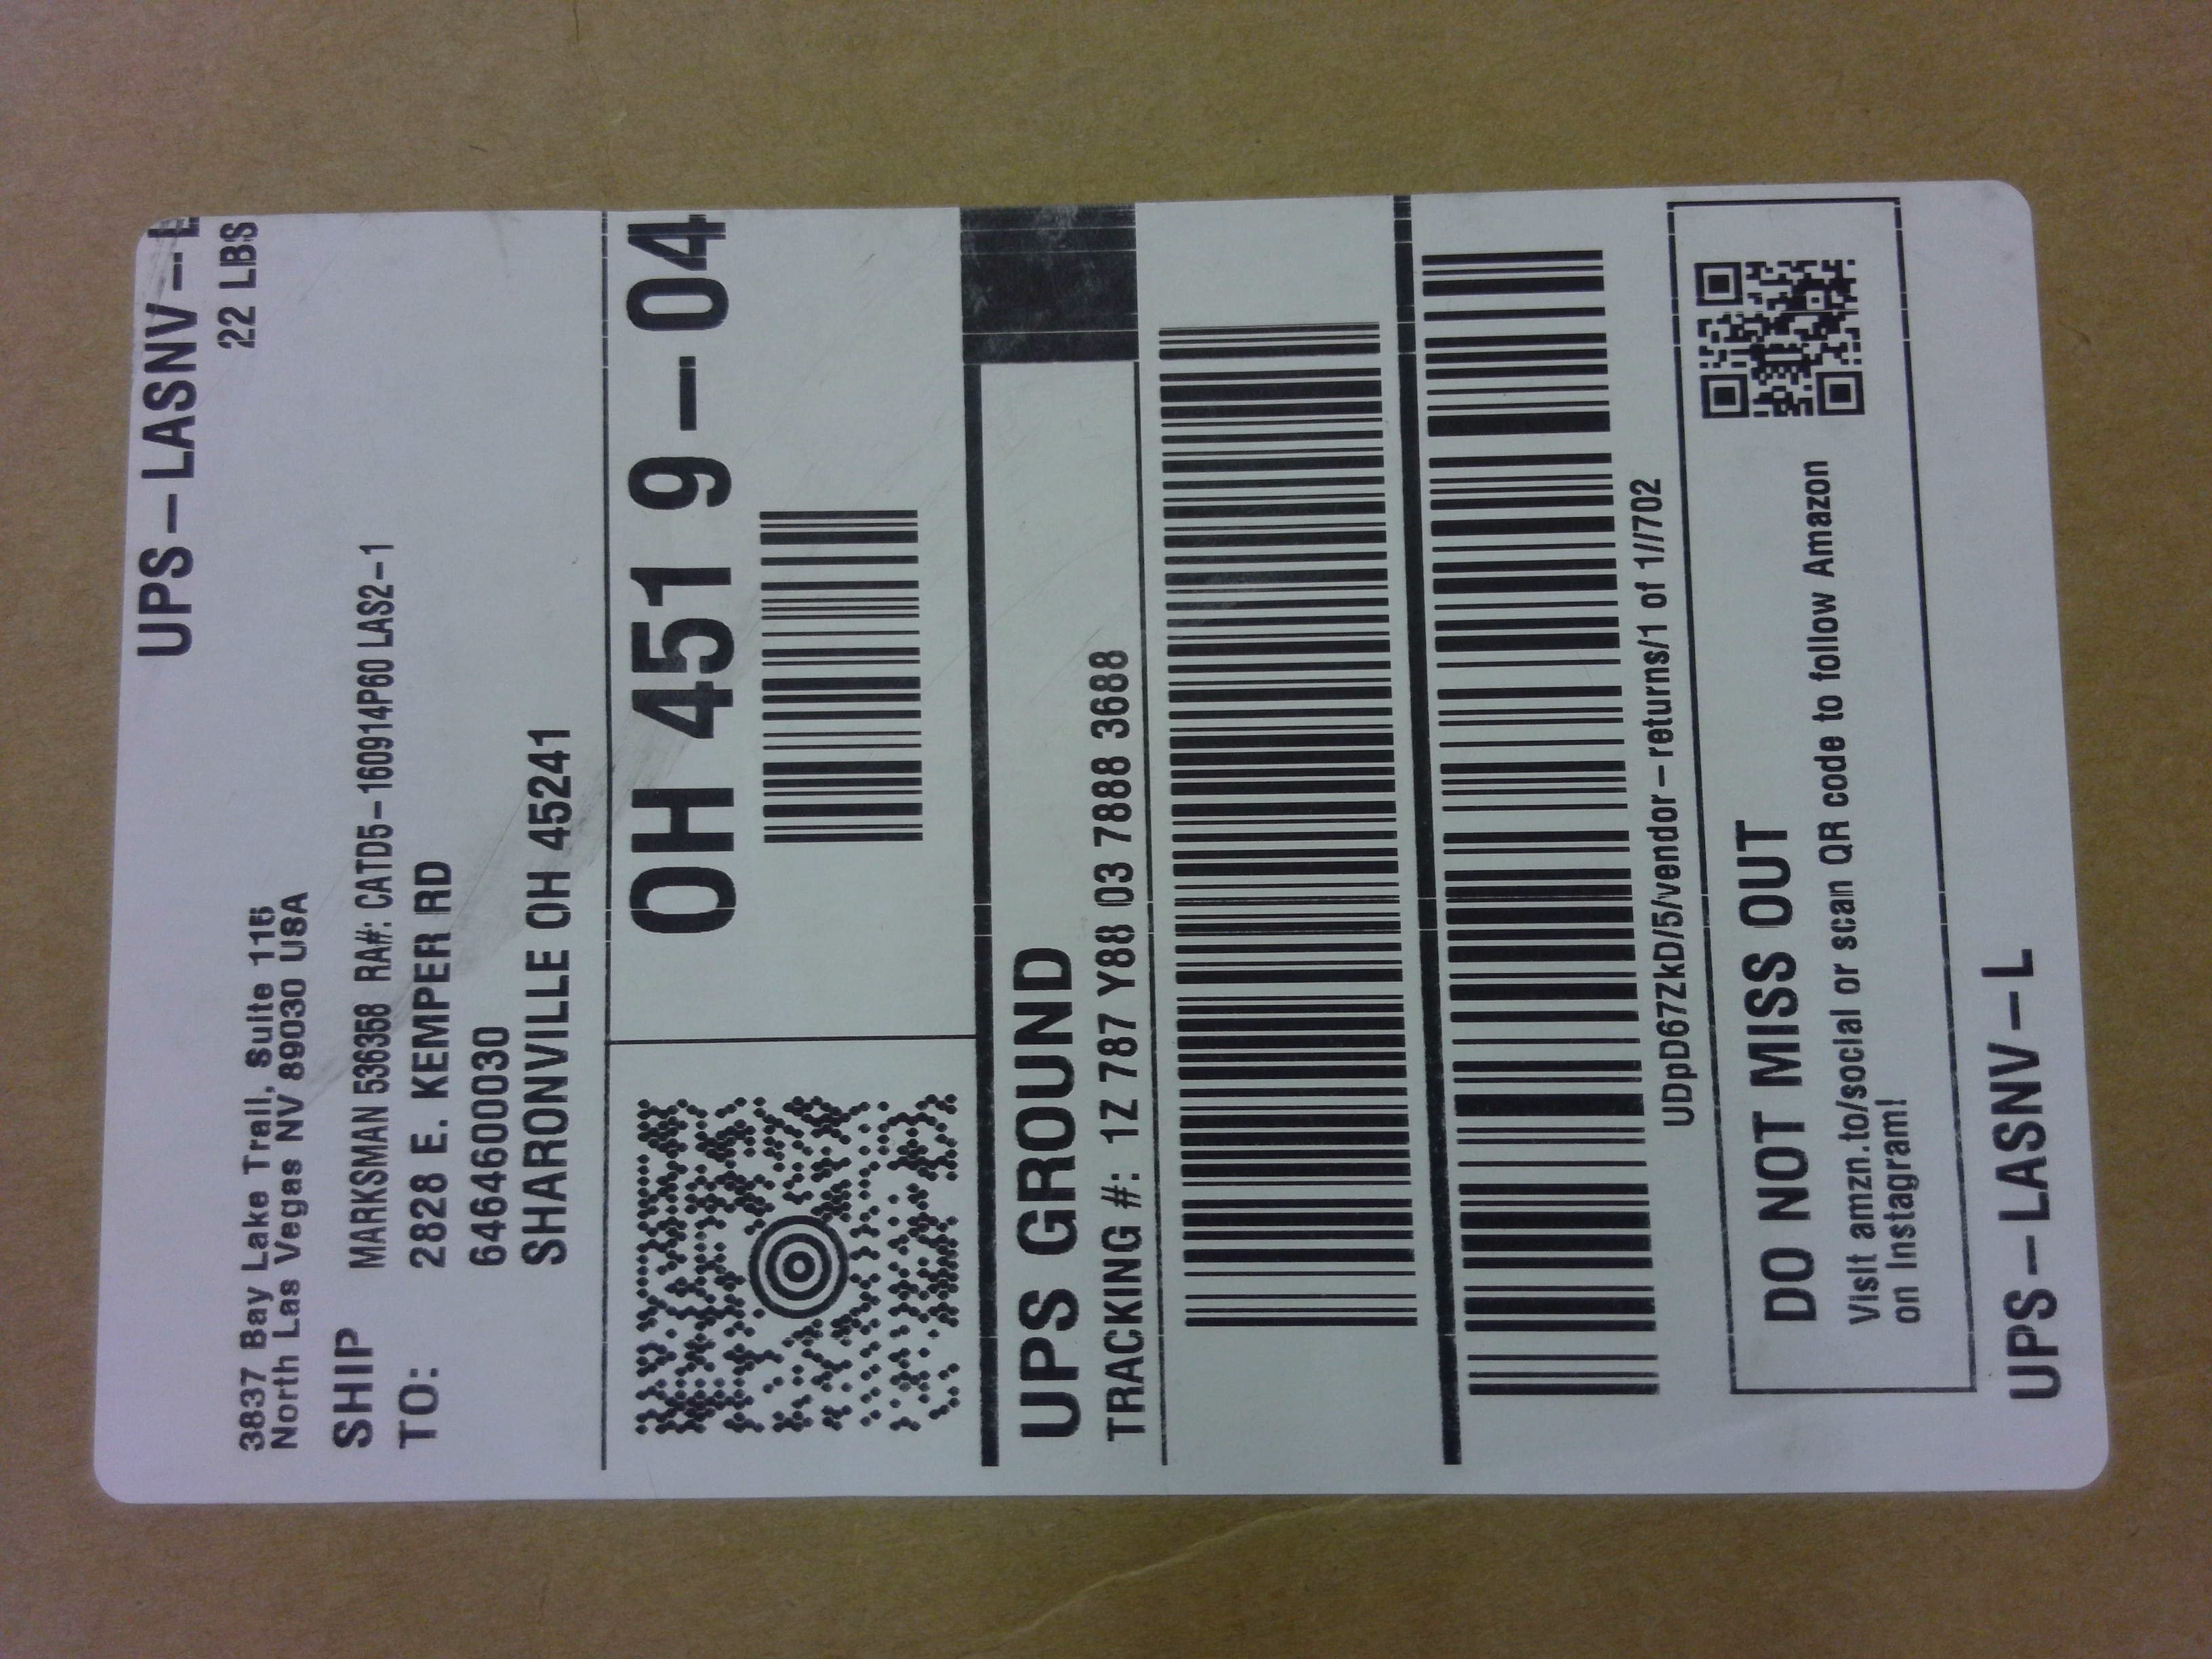 UPS-LASNV-L
22 LBS
3837 Bay Lake Trail, Suite 115
North Las Vegas NV 89030 USA
SHIP
TO:
MARKSMAN 536358 RA#: CATD5-160914P60 LAS2-1
2828 E. KEMPER RD
6464600030
SHARONVILLE OH 45241
OH 451 9-04
UPS GROUND
TRACKING #: 1Z 787 Y88 03 7888 3688
UDpD67ZkD/5/vendor-returns/1 of 1//702
DO NOT MISS OUT
Visit amzn.to/social or scan QR code to follow Amazon
on Instagram!
UPS-LASNV-L